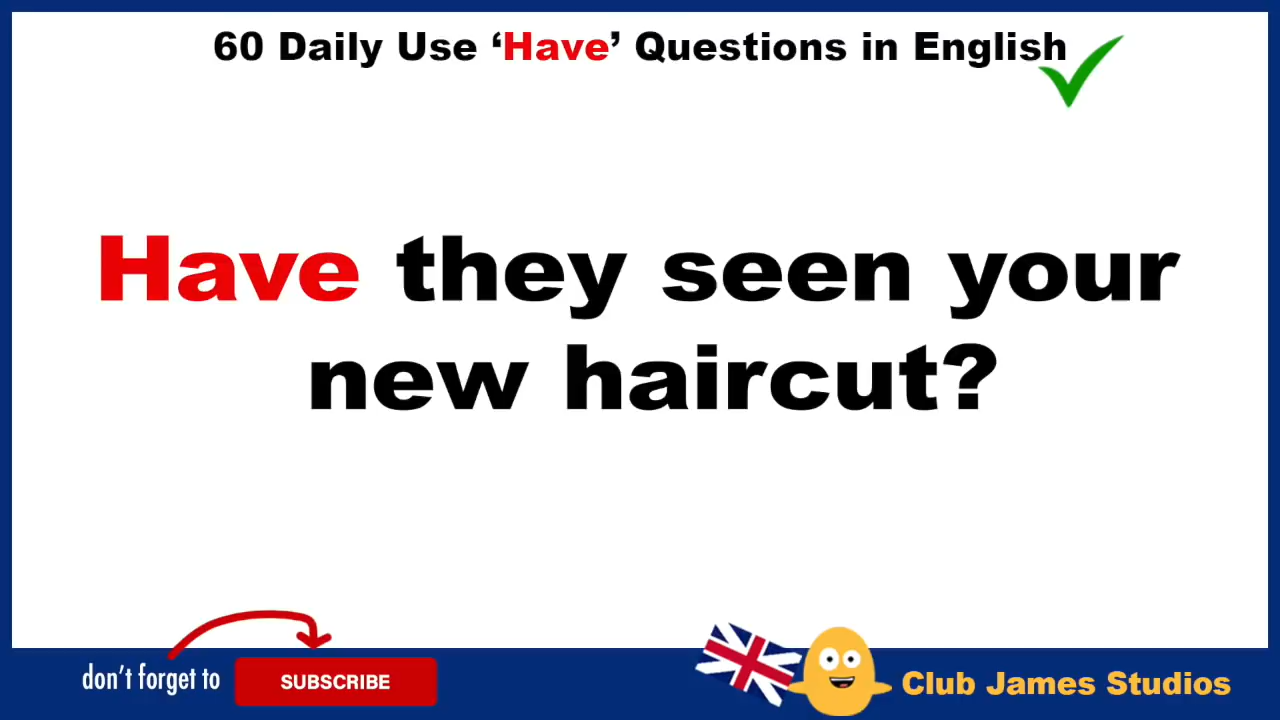 60 Daily Use ‘Have’ Questions in English
Have they seen your
new haircut?
don't forget to
SUBSCRIBE
Club James Studios